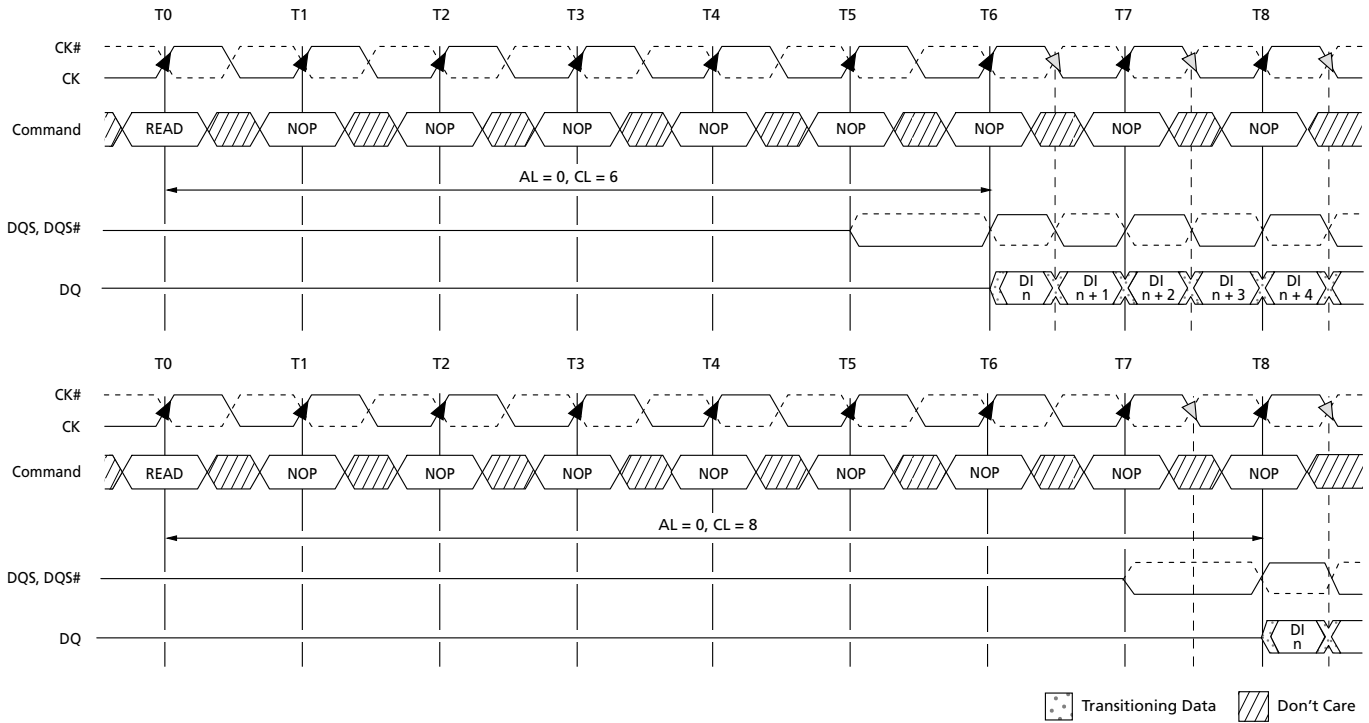 T0 T1 T2 T3 T4 T5 T6 T7 T8
CK#
CK
Command READ NOP NOP NOP NOP NOP NOP NOP NOP
AL = 0, CL = 6
DQS, DQS#
DQ DI n DI n + 1 DI n + 2 DI n + 3 DI n + 4
T0 T1 T2 T3 T4 T5 T6 T7 T8
CK#
CK
Command READ NOP NOP NOP NOP NOP NOP NOP NOP
AL = 0, CL = 8
DQS, DQS#
DQ DI n
Transitioning Data Don't Care